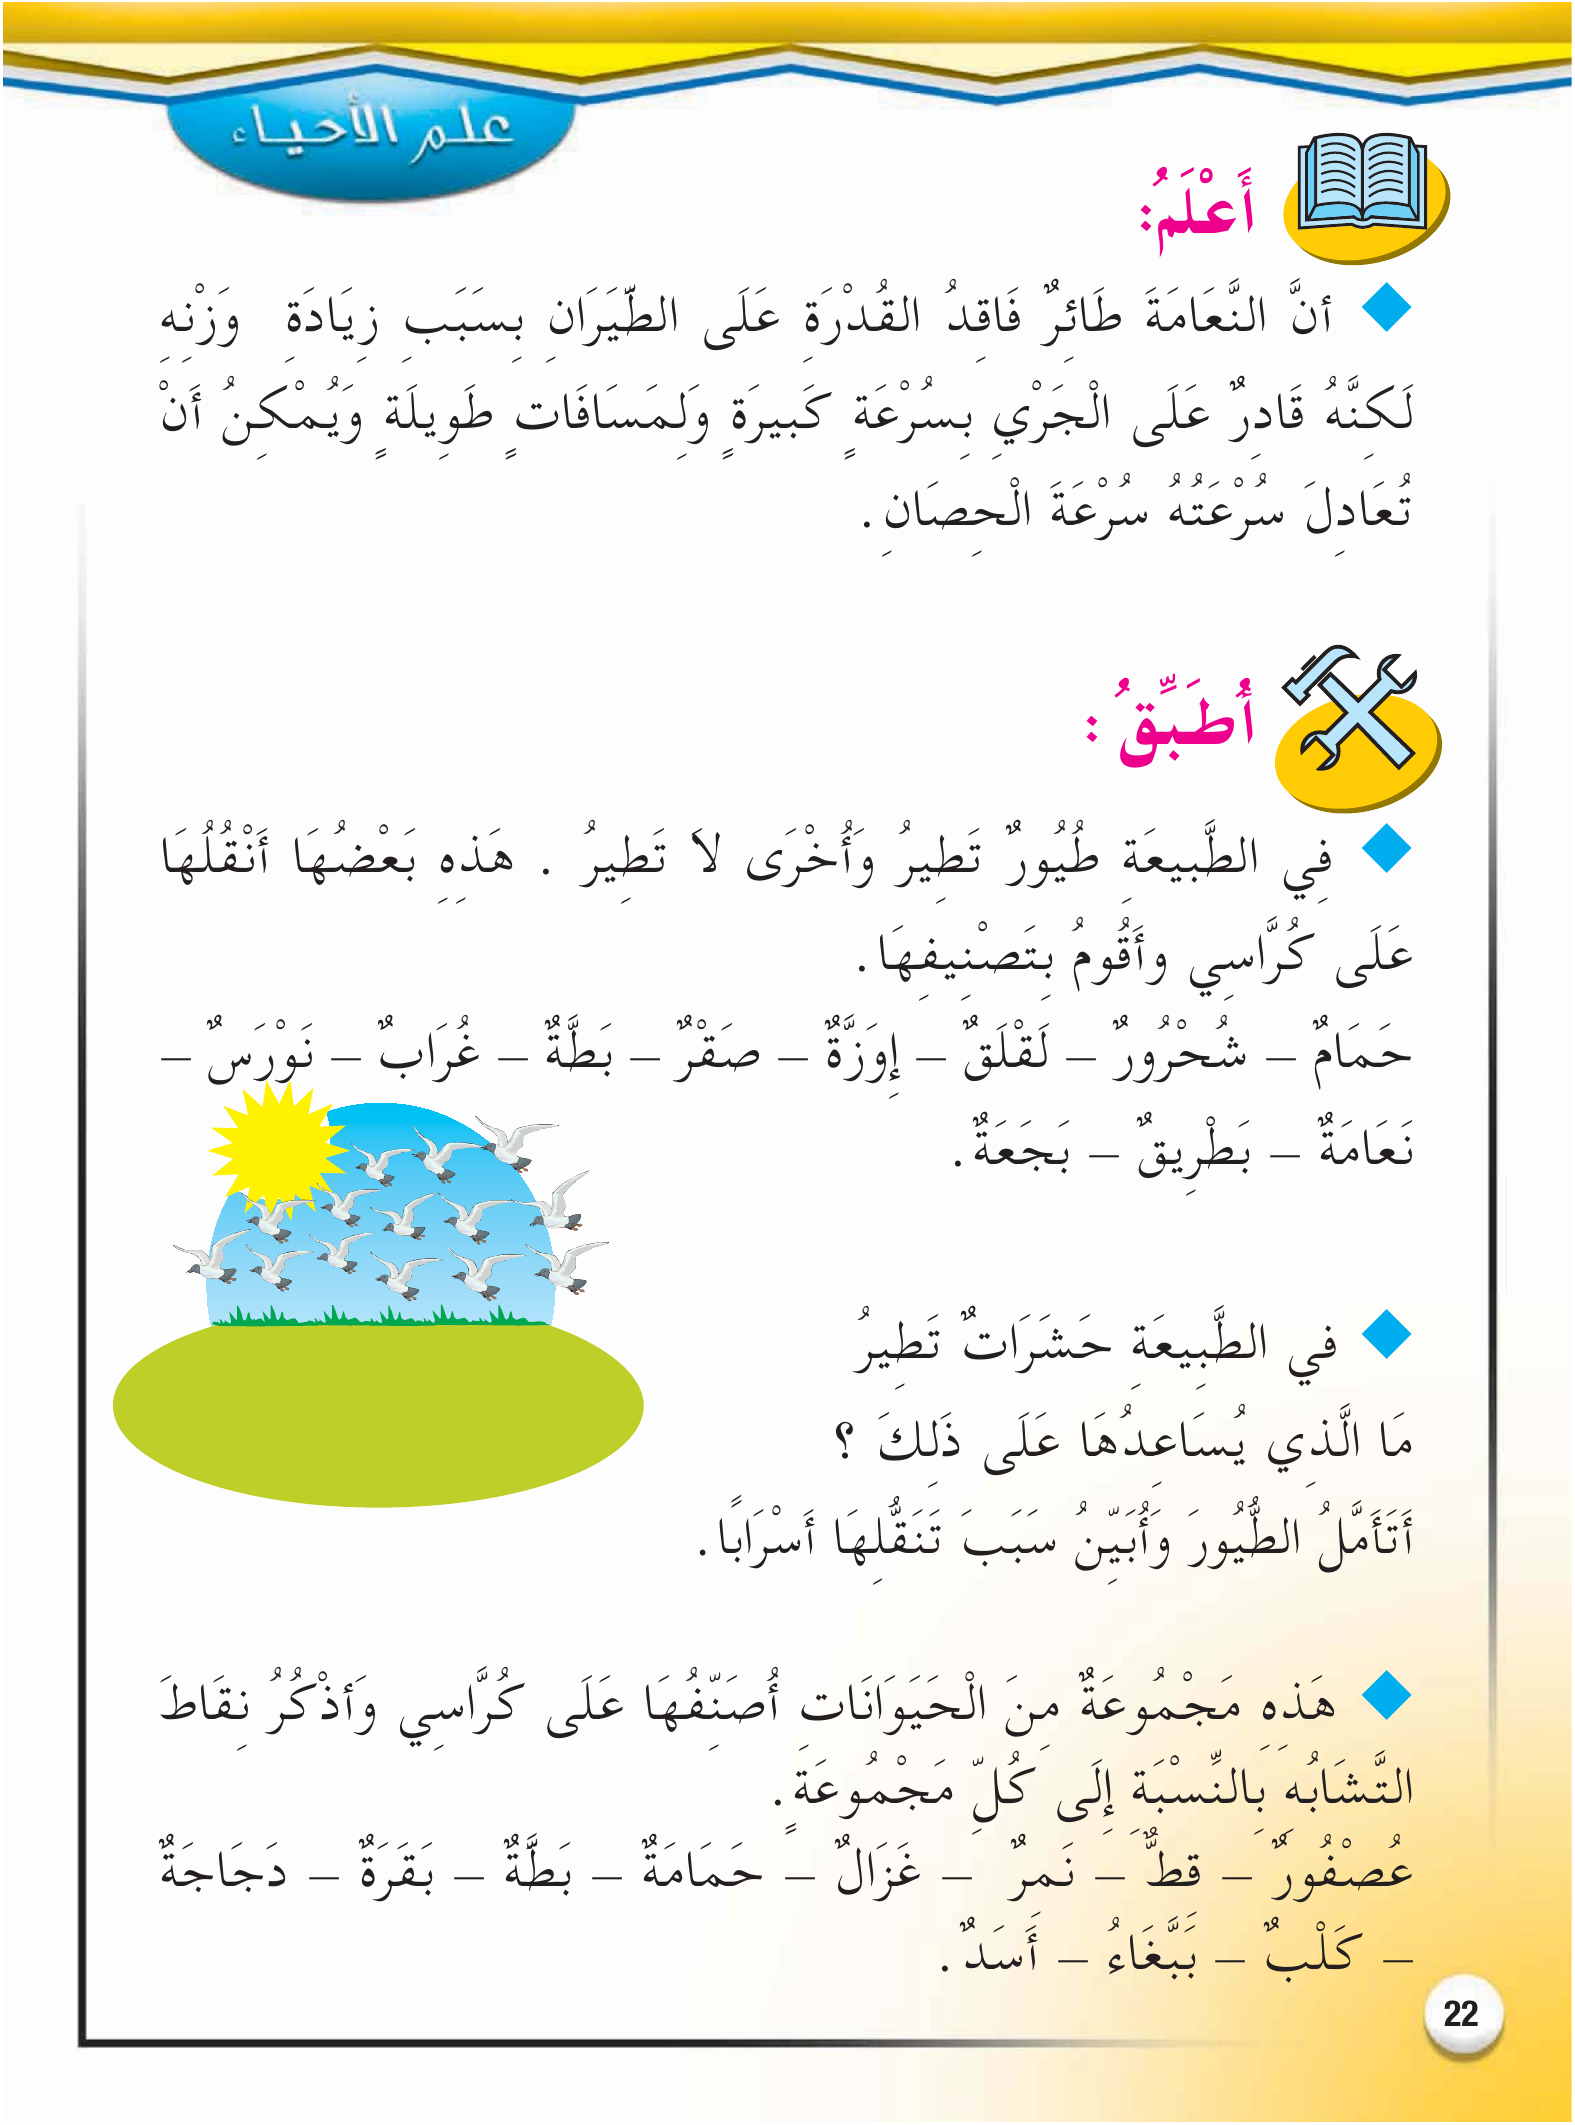 علم الأحياء
أَعْلَمُ:
أنَّ النَّعَامَةَ طَائِرٌ فَاقِدُ القُدْرَةِ عَلَى الطَّيَرَانِ بِسَبَبِ زِيَادَةِ وَزْنِهِ
لَكِنَّهُ قَادِرٌ عَلَى الْجَرْيِ بِسُرْعَةٍ كَبِيرَةٍ وَلِمَسَافَاتٍ طَوِيلَةٍ وَيُمْكِنُ أَنْ
تُعَادِلَ سُرْعَتُهُ سُرْعَةَ الْحِصَانِ.
أُطَبِّقُ :
فِي الطَّبِيعَةِ طُيُورٌ تَطِيرُ وَأُخْرَى لاَ تَطِيرُ . هَذِهِ بَعْضُهَا أَنْقُلُهَا
عَلَى كُرَّاسِي وأَقُومُ بِتَصْنِيفِهَا.
حَمَامٌ – شُحْرُورٌ – لَقْلَقٌ – إِوَزَّةٌ – صَقْرٌ – بَطَّةٌ – غُرَابٌ – نَوْرَسٌ –
نَعَامَةٌ – بَطْرِيقٌ – بَجَعَةٌ.
في الطَّبِيعَةِ حَشَرَاتٌ تَطِيرُ
مَا الَّذِي يُسَاعِدُهَا عَلَى ذَلِكَ ؟
أَتَأَمَّلُ الطُّيُورَ وَأُبَيِّنُ سَبَبَ تَنَقُّلِهَا أَسْرَابًا.
هَذِهِ مَجْمُوعَةٌ مِنَ الْحَيَوَانَاتِ أُصَنِّفُهَا عَلَى كُرَّاسِي وَأذْكُرُ نِقَاطَ
التَّشَابُهِ بِالنِّسْبَةِ إِلَى كُلِّ مَجْمُوعَةٍ.
عُصْفُورٌ – قِطٌّ – نَمِرٌ – غَزَالٌ – حَمَامَةٌ – بَطَّةٌ – بَقَرَةٌ – دَجَاجَةٌ
– كَلْبٌ – بَبَّغَاءُ – أَسَدٌ.
22